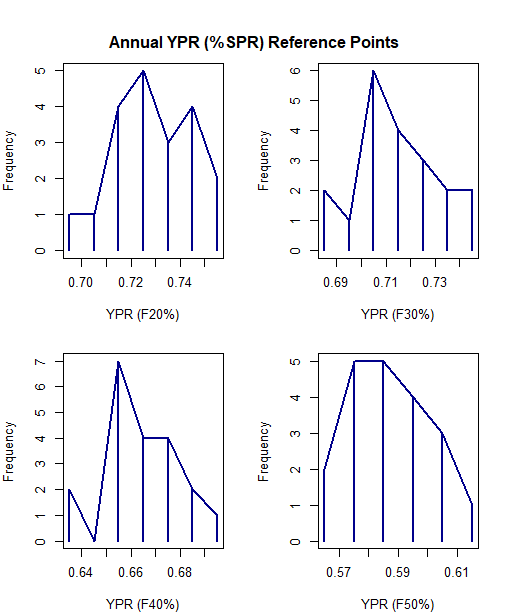 Annual YPR (%SPR) Reference Points
Frequency
5
4
3
2
1
0
0.70 0.72 0.74
YPR (F20%)
Frequency
6
5
4
3
2
1
0
0.69 0.71 0.73
YPR (F30%)
Frequency
7
6
5
4
3
2
1
0
0.64 0.66 0.68
YPR (F40%)
Frequency
5
4
3
2
1
0
0.57 0.59 0.61
YPR (F50%)